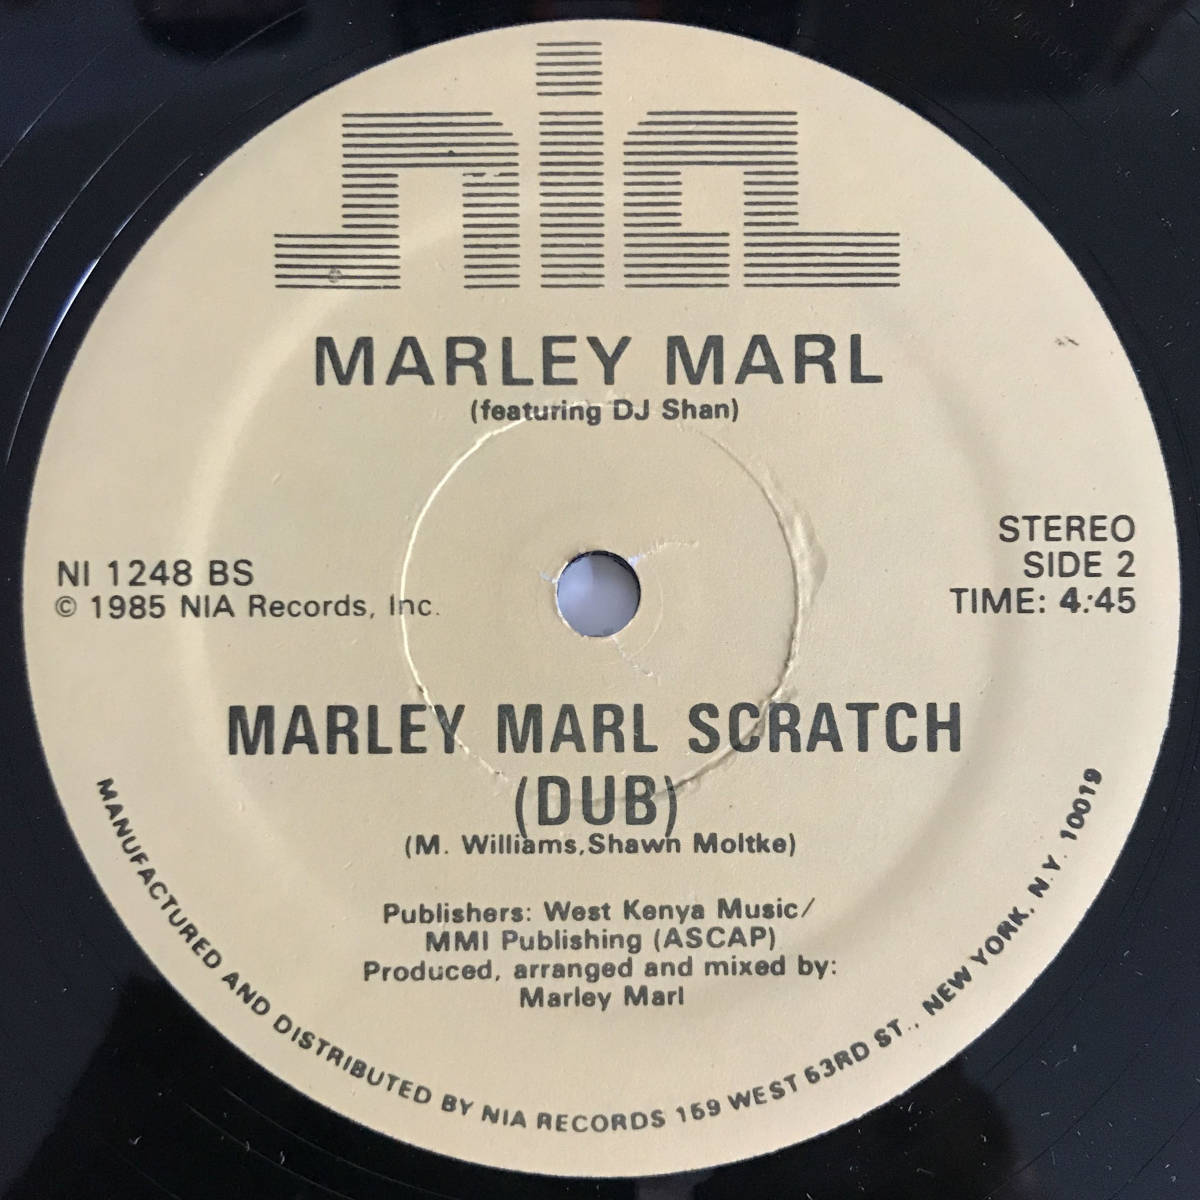 nia
MARLEY MARL
(featuring DJ Shan)
NI 1248 BS
© 1985 NIA Records, Inc.
STEREO
SIDE 2
TIME: 4:45
MARLEY MARL SCRATCH
(DUB)
(M. Williams,Shawn Moltke)
Publishers: West Kenya Music/
MMI Publishing (ASCAP)
Produced, arranged and mixed by:
Marley Marl
MANUFACTURED AND DISTRIBUTED BY NIA RECORDS 159 WEST 53RD ST., NEW YORK, N.Y. 10019